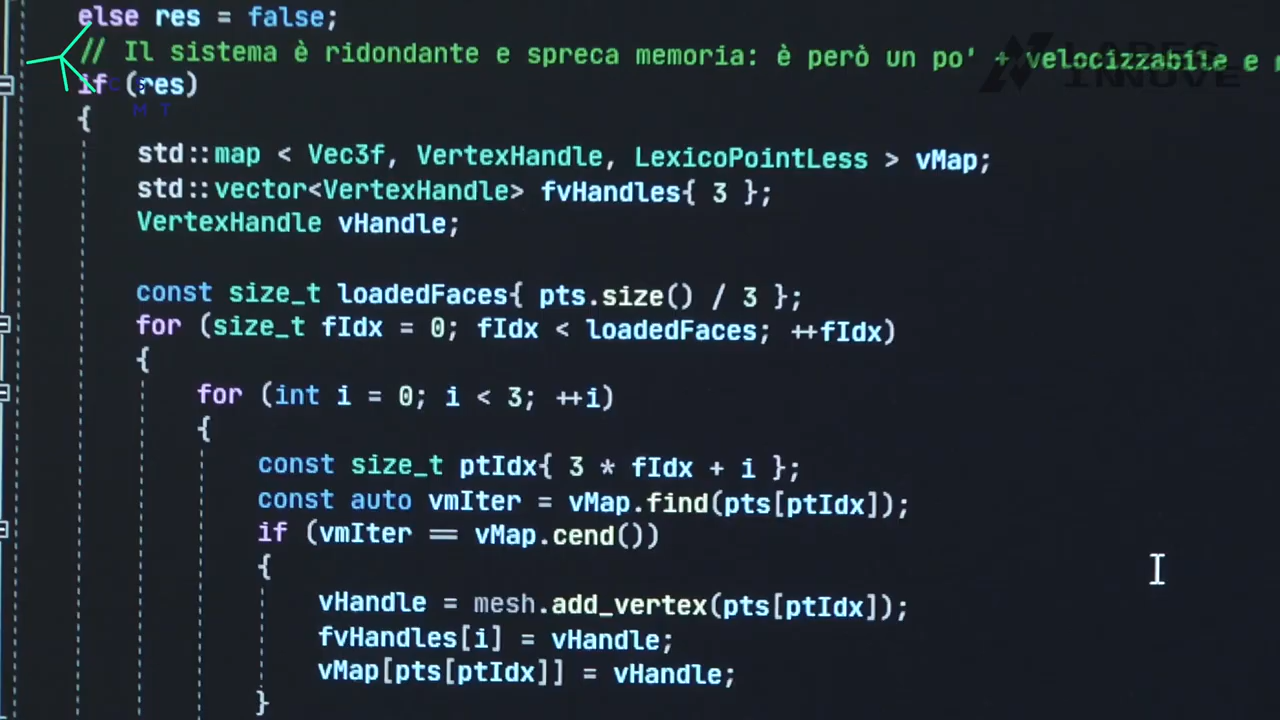 else res = false;
// Il sistema è ridondante e spreca memoria: è però un po' + velocizzabile e
if (res)
{
std::map < Vec3f, VertexHandle, LexicoPointLess > vMap;
std::vector<VertexHandle> fvHandles{ 3 };
VertexHandle vHandle;
const size_t loadedFaces{ pts.size() / 3 };
for (size_t fIdx = 0; fIdx < loadedFaces; ++fIdx)
{
for (int i = 0; i < 3; ++i)
{
const size_t ptIdx{ 3 * fIdx + i };
const auto vmIter = vMap.find(pts[ptIdx]);
if (vmIter == vMap.cend())
{
vHandle = mesh.add_vertex(pts[ptIdx]);
fvHandles[i] = vHandle;
vMap[pts[ptIdx]] = vHandle;
}